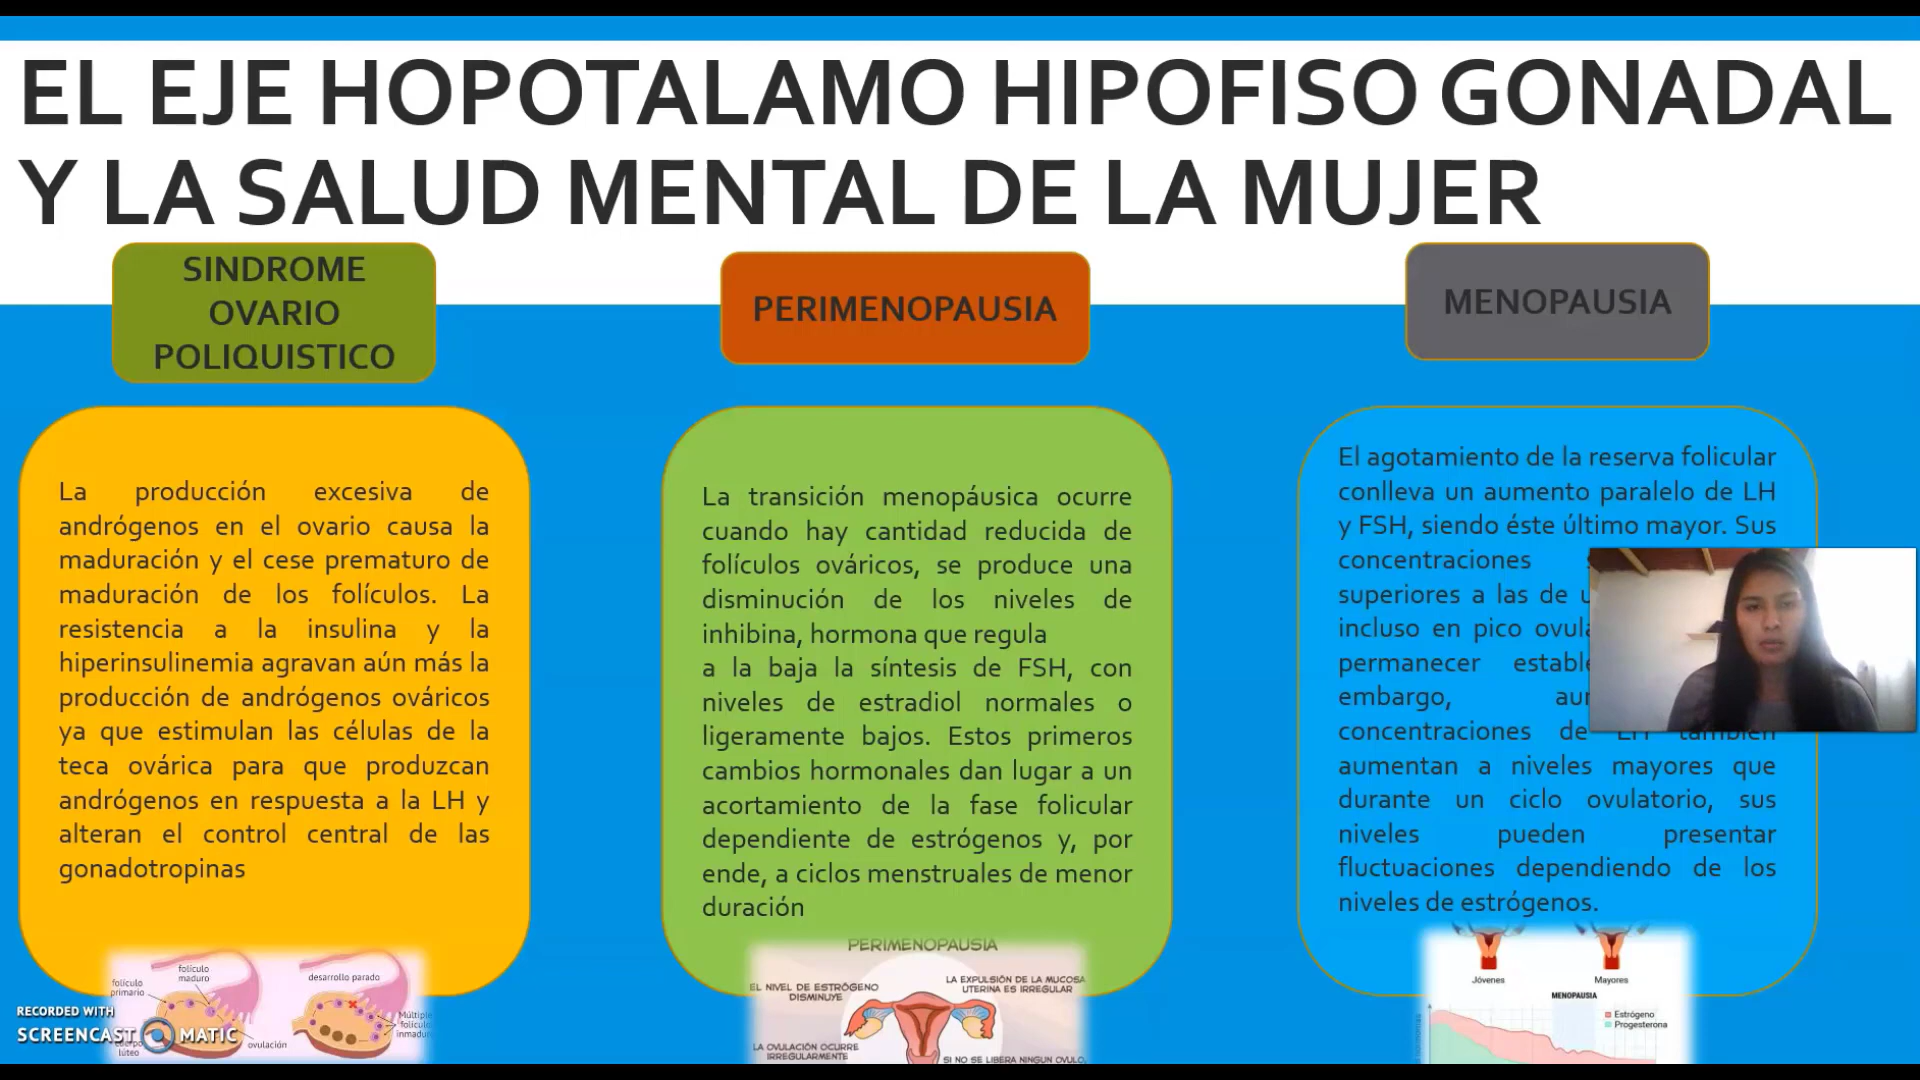 EL EJE HOPOTALAMO HIPOFISO GONADAL
Y LA SALUD MENTAL DE LA MUJER
SINDROME
OVARIO
POLIQUISTICO
La producción excesiva de
andrógenos en el ovario causa la
maduración y el cese prematuro de
maduración de los folículos. La
resistencia a la insulina y la
hiperinsulinemia agravan aún más la
producción de andrógenos ováricos
ya que estimulan las células de la
teca ovárica para que produzcan
andrógenos en respuesta a la LH y
alteran el control central de las
gonadotropinas
folículo
primario
folículo
maduro
desarrollo parado
ovulación
lúteo
RECORDED WITH
SCREENCAST MATIC
PERIMENOPAUSIA
La transición menopáusica ocurre
cuando hay cantidad reducida de
folículos ováricos, se produce una
disminución de los niveles de
inhibina, hormona que regula
a la baja la síntesis de FSH, con
niveles de estradiol normales o
ligeramente bajos. Estos primeros
cambios hormonales dan lugar a un
acortamiento de la fase folicular
dependiente de estrógenos y, por
ende, a ciclos menstruales de menor
duración
PERIMENOPAUSIA
EL NIVEL DE ESTRÓGENO
DISMINUYE
LA EXPULSIÓN DE LA MUCOSA
UTERINA ES IRREGULAR
LA OVULACIÓN OCURRE
IRREGULARMENTE
SI NO SE LIBERA NINGUN OVULO,
MENOPAUSIA
El agotamiento de la reserva folicular
conlleva un aumento paralelo de LH
y FSH, siendo éste último mayor. Sus
concentraciones
superiores a las de
incluso en pico
permanecer
embargo,
concentraciones de LH también
aumentan a niveles mayores que
durante un ciclo ovulatorio, sus
niveles pueden presentar
fluctuaciones dependiendo de los
niveles de estrógenos.
Jóvenes
Mayores
MENOPAUSIA
Estrógeno
Progesterona